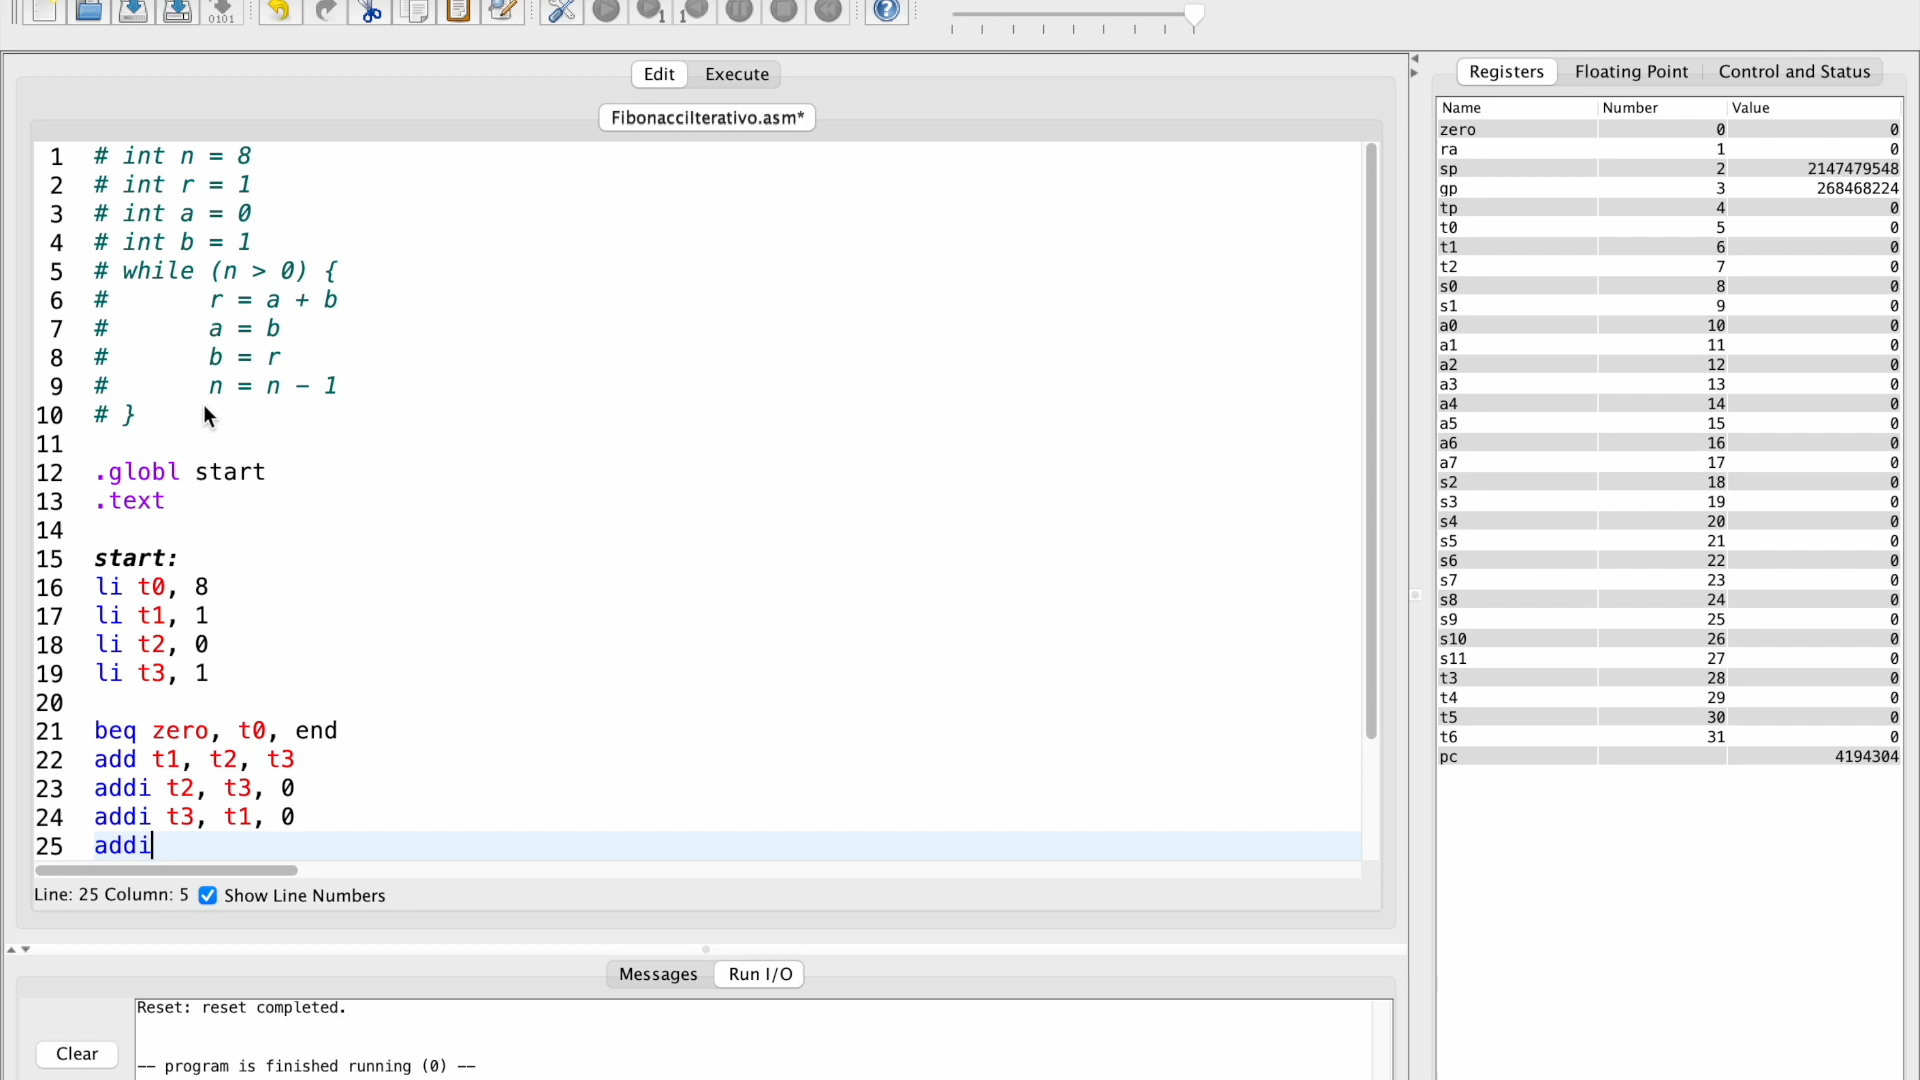 0101
1
1
Edit
Execute
FibonacciIterativo.asm*
1 # int n = 8
2 # int r = 1
3 # int a = 0
4 # int b = 1
5 # while (n > 0) {
6 # r = a + b
7 # a = b
8 # b = r
9 # n = n - 1
10 # }
11
12 .globl start
13 .text
14
15 start:
16 li t0, 8
17 li t1, 1
18 li t2, 0
19 li t3, 1
20
21 beq zero, t0, end
22 add t1, t2, t3
23 addi t2, t3, 0
24 addi t3, t1, 0
25 addi
Line: 25 Column: 5 Show Line Numbers
Messages
Run I/O
Reset: reset completed.
Clear
-- program is finished running (0) --
Registers
Floating Point
Control and Status
Name Number Value
zero 0 0
ra 1 0
sp 2 2147479548
gp 3 268468224
tp 4 0
t0 5 0
t1 6 0
t2 7 0
s0 8 0
s1 9 0
a0 10 0
a1 11 0
a2 12 0
a3 13 0
a4 14 0
a5 15 0
a6 16 0
a7 17 0
s2 18 0
s3 19 0
s4 20 0
s5 21 0
s6 22 0
s7 23 0
s8 24 0
s9 25 0
s10 26 0
s11 27 0
t3 28 0
t4 29 0
t5 30 0
t6 31 0
pc 4194304